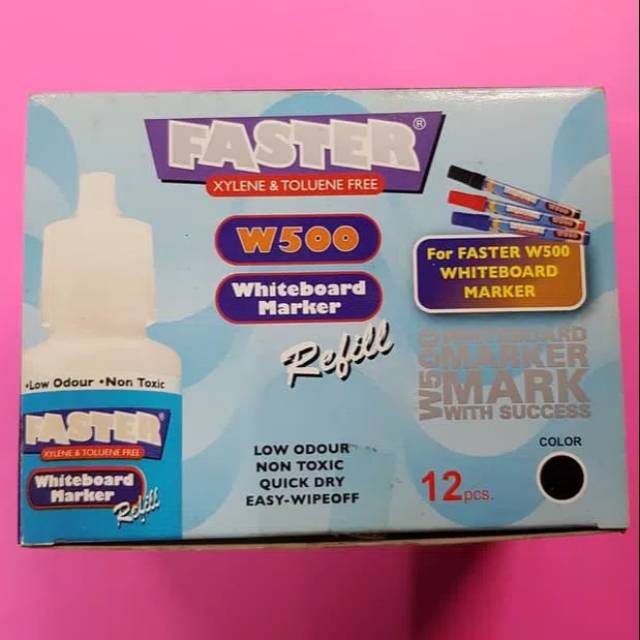 FASTER®
XYLENE & TOLUENE FREE
W500
Whiteboard
Marker
Refill
For FASTER W500
WHITEBOARD
MARKER
W500
WHITEBOARD
MARKER
MARK
WITH SUCCESS
•Low Odour •Non Toxic
FASTER
XYLENE & TOLUENE FREE
Whiteboard
Marker
Refill
LOW ODOUR
NON TOXIC
QUICK DRY
EASY-WIPEOFF
12pcs.
COLOR